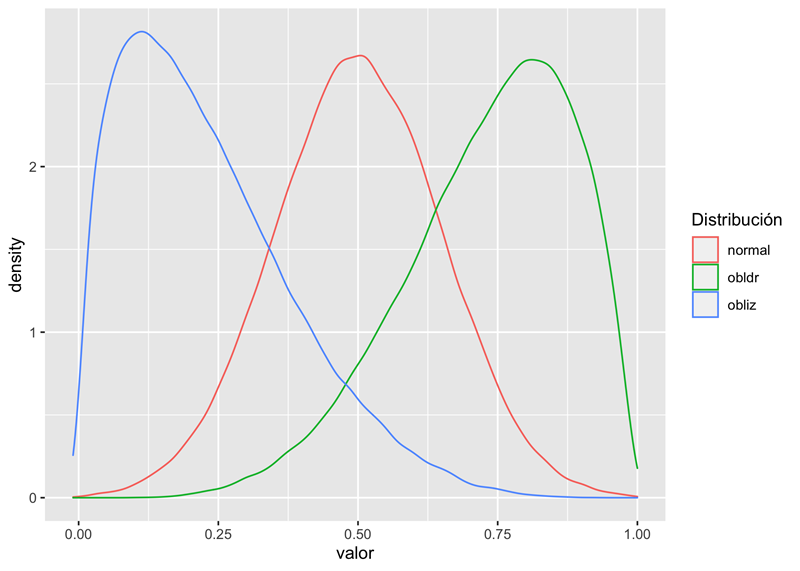 density
2
1
0
0.00 0.25 0.50 0.75 1.00
valor
Distribución
normal
obldr
obliz